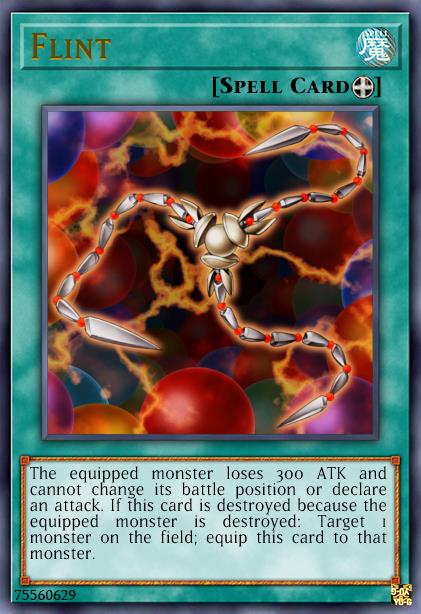 FLINT
SPELL
魔
[SPELL CARD]
The equipped monster loses 300 ATK and
cannot change its battle position or declare
an attack. If this card is destroyed because the
equipped monster is destroyed: Target 1
monster on the field; equip this card to that
monster.
75560629